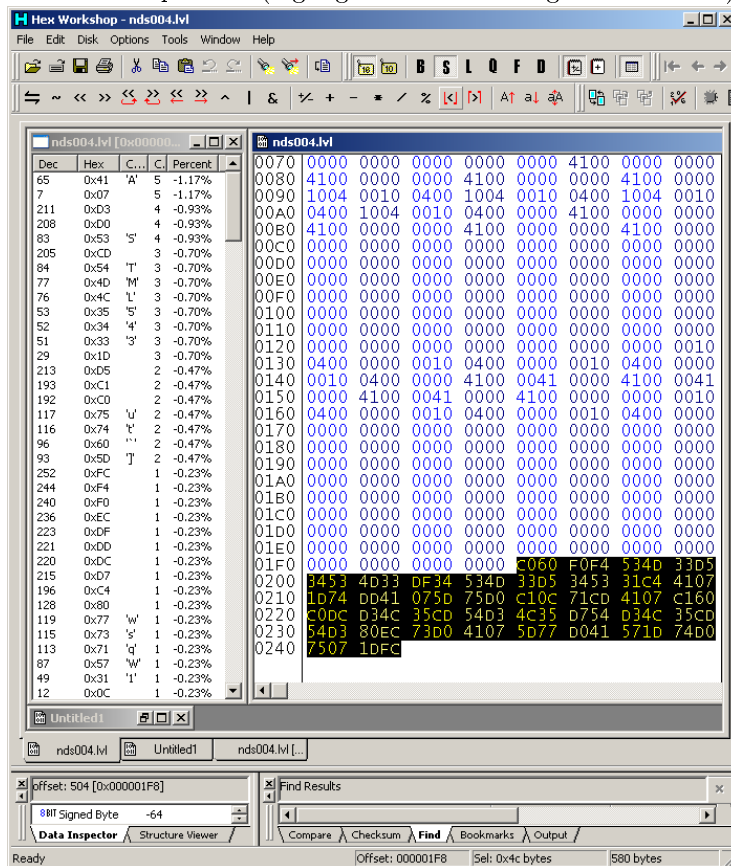 Hex Workshop - nds004.lvl
File Edit Disk Options Tools Window Help
B S L Q F D
nds004.lvl [0x00000...
Dec Hex C... C. Percent
65 0x41 'A' 5 -1.17%
7 0x07 5 -1.17%
211 0xD3 4 -0.93%
208 0xD0 4 -0.93%
83 0x53 'S' 4 -0.93%
205 0xCD 3 -0.70%
84 0x54 'T' 3 -0.70%
77 0x4D 'M' 3 -0.70%
76 0x4C 'L' 3 -0.70%
53 0x35 '5' 3 -0.70%
52 0x34 '4' 3 -0.70%
51 0x33 '3' 3 -0.70%
29 0x1D 3 -0.70%
213 0xD5 2 -0.47%
193 0xC1 2 -0.47%
192 0xC0 2 -0.47%
117 0x75 'u' 2 -0.47%
116 0x74 't' 2 -0.47%
96 0x60 '`' 2 -0.47%
93 0x5D ']' 2 -0.47%
252 0xFC 1 -0.23%
244 0xF4 1 -0.23%
240 0xF0 1 -0.23%
236 0xEC 1 -0.23%
223 0xDF 1 -0.23%
221 0xDD 1 -0.23%
220 0xDC 1 -0.23%
215 0xD7 1 -0.23%
196 0xC4 1 -0.23%
128 0x80 1 -0.23%
119 0x77 'w' 1 -0.23%
115 0x73 's' 1 -0.23%
113 0x71 'q' 1 -0.23%
87 0x57 'W' 1 -0.23%
49 0x31 '1' 1 -0.23%
12 0x0C 1 -0.23%
nds004.lvl
0070 0000 0000 0000 0000 0000 4100 0000 0000
0080 4100 0000 0000 4100 0000 0000 4100 0000
0090 1004 0010 0400 1004 0010 0400 1004 0010
00A0 0400 1004 0010 0400 0000 4100 0000 0000
00B0 4100 0000 0000 4100 0000 0000 4100 0000
00C0 0000 0000 0000 0000 0000 0000 0000 0000
00D0 0000 0000 0000 0000 0000 0000 0000 0000
00E0 0000 0000 0000 0000 0000 0000 0000 0000
00F0 0000 0000 0000 0000 0000 0000 0000 0000
0100 0000 0000 0000 0000 0000 0000 0000 0000
0110 0000 0000 0000 0000 0000 0000 0000 0000
0120 0000 0000 0000 0000 0000 0000 0000 0010
0130 0400 0000 0010 0400 0000 0010 0400 0000
0140 0010 0400 0000 4100 0041 0000 4100 0041
0150 0000 4100 0041 0000 4100 0000 0000 0010
0160 0400 0000 0010 0400 0000 0010 0400 0000
0170 0000 0000 0000 0000 0000 0000 0000 0000
0180 0000 0000 0000 0000 0000 0000 0000 0000
0190 0000 0000 0000 0000 0000 0000 0000 0000
01A0 0000 0000 0000 0000 0000 0000 0000 0000
01B0 0000 0000 0000 0000 0000 0000 0000 0000
01C0 0000 0000 0000 0000 0000 0000 0000 0000
01D0 0000 0000 0000 0000 0000 0000 0000 0000
01E0 0000 0000 0000 0000 0000 0000 0000 0000
01F0 0000 0000 0000 0000 C060 F0F4 534D 33D5
0200 3453 4D33 DF34 534D 33D5 3453 31C4 4107
0210 1D74 DD41 075D 75D0 C10C 71CD 4107 C160
0220 C0DC D34C 35CD 54D3 4C35 D754 D34C 35CD
0230 54D3 80EC 73D0 4107 5D77 D041 571D 74D0
0240 7507 1DFC
Untitled1
nds004.lvl Untitled1 nds004.lvl [...
offset: 504 [0x000001F8]
8BIT Signed Byte -64
Data Inspector Structure Viewer
Find Results
Compare Checksum Find Bookmarks Output
Ready Offset: 000001F8 Sel: 0x4c bytes 580 bytes